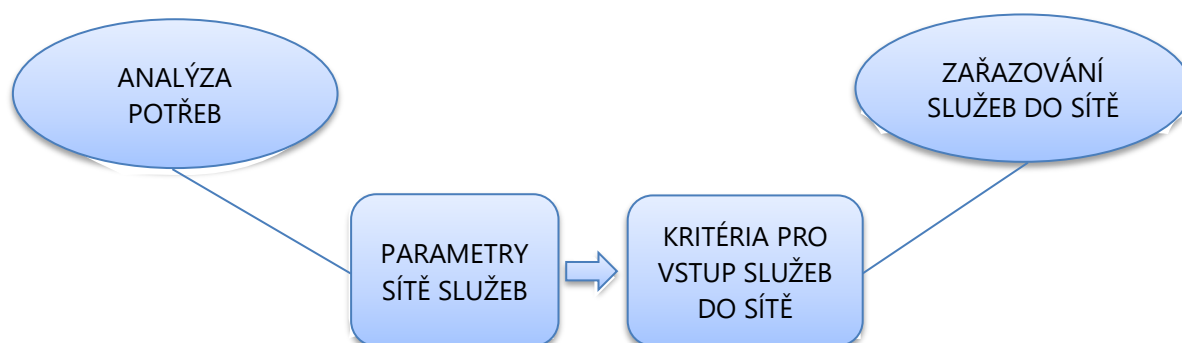 ANALÝZA
POTŘEB
ZAŘAZOVÁNÍ
SLUŽEB DO SÍTĚ
PARAMETRY
SÍTĚ SLUŽEB
KRITÉRIA PRO
VSTUP SLUŽEB
DO SÍTĚ